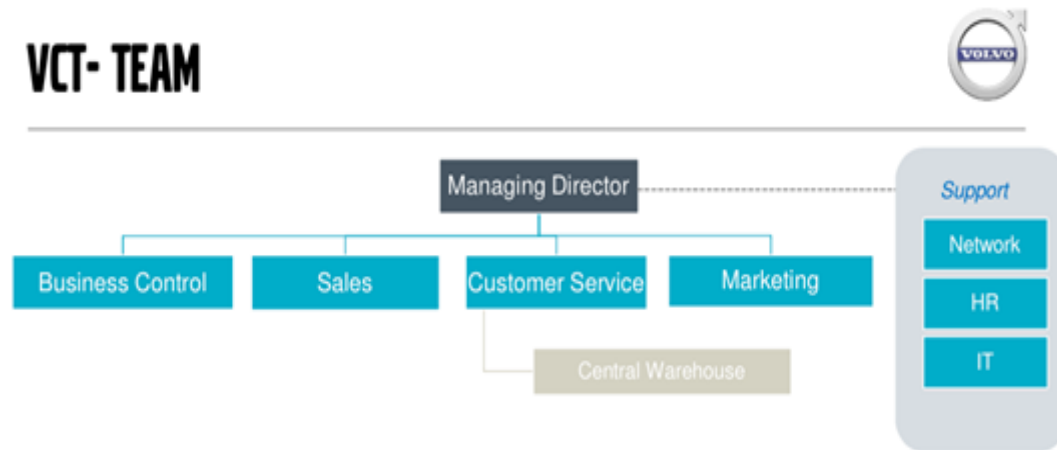 VCT- TEAM
VOLVO
Managing Director
Support
Network
Business Control
Sales
Customer Service
Marketing
HR
IT
Central Warehouse